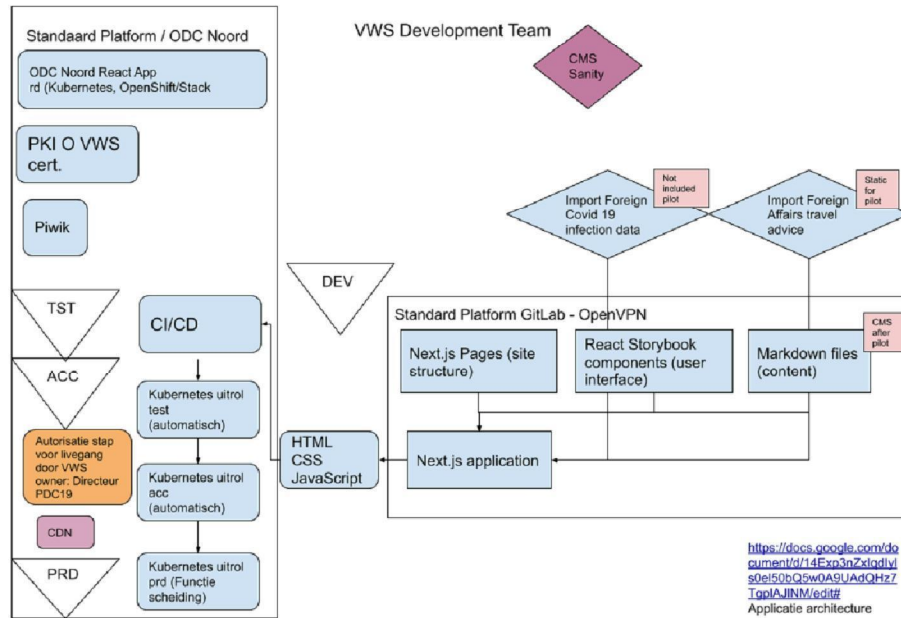 Standaard Platform / ODC Noord
ODC Noord React App
rd (Kubernetes, OpenShift/Stack
PKI O VWS
cert.
Piwik
TST
ACC
Autorisatie stap
voor livegang
door VWS
owner: Directeur
PDC19
CDN
PRD
CI/CD
Kubernetes uitrol
test
(automatisch)
Kubernetes uitrol
acc
(automatisch)
Kubernetes uitrol
prd (Functie
scheiding)
VWS Development Team
CMS
Sanity
Not
included
pilot
Import Foreign
Covid 19
infection data
Static
for
pilot
Import Foreign
Affairs travel
advice
DEV
Standard Platform GitLab - OpenVPN
Next.js Pages (site
structure)
React Storybook
components (user
interface)
CMS
after
pilot
Markdown files
(content)
HTML
CSS
JavaScript
Next.js application
https://docs.google.com/do
Applicatie architecture